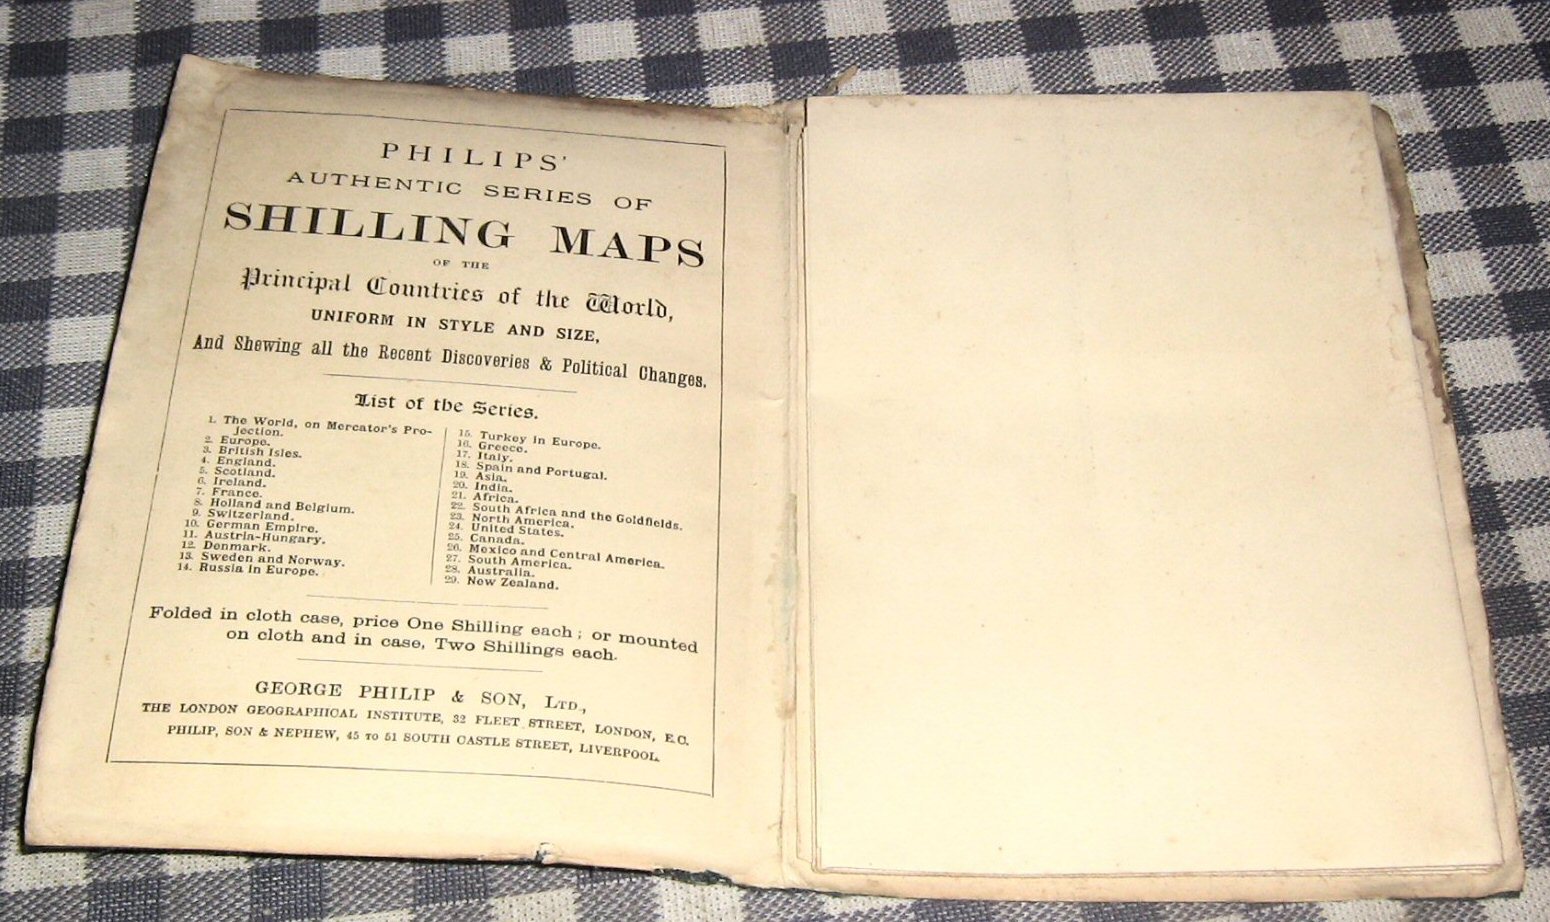 PHILIPS'
AUTHENTIC SERIES OF
SHILLING MAPS
OF THE
Principal Countries of the World,
UNIFORM IN STYLE AND SIZE,
And Shewing all the Recent Discoveries & Political Changes.
List of the Series.
1. The World, on Mercator's Pro-
jection.
2. Europe.
3. British Isles.
4. England.
5. Scotland.
6. Ireland.
7. France.
8. Holland and Belgium.
9. Switzerland.
10. German Empire.
11. Austria-Hungary.
12. Denmark.
13. Sweden and Norway.
14. Russia in Europe.
15. Turkey in Europe.
16. Greece.
17. Italy.
18. Spain and Portugal.
19. Asia.
20. India.
21. Africa.
22. South Africa and the Goldfields.
23. North America.
24. United States.
25. Canada.
26. Mexico and Central America.
27. South America.
28. Australia.
29. New Zealand.
Folded in cloth case, price One Shilling each; or mounted
on cloth and in case, Two Shillings each.
GEORGE PHILIP & SON, LTD.,
THE LONDON GEOGRAPHICAL INSTITUTE, 32 FLEET STREET, LONDON, E.C.
PHILIP, SON & NEPHEW, 45 TO 51 SOUTH CASTLE STREET, LIVERPOOL.